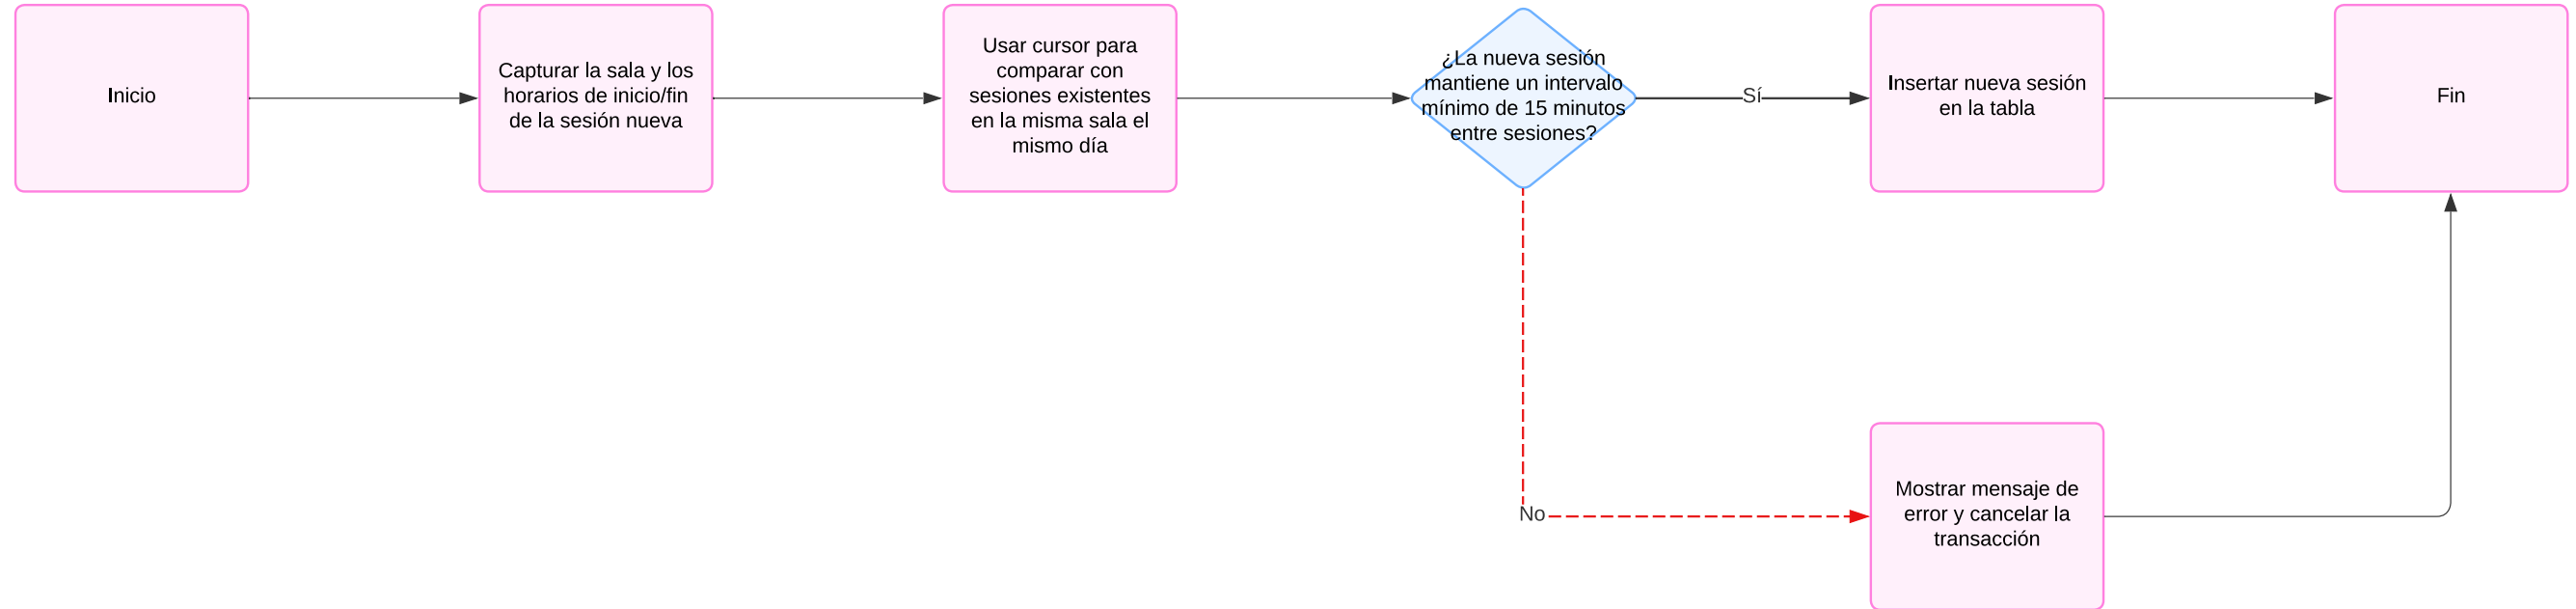 Inicio
Capturar la sala y los
horarios de inicio/fin
de la sesión nueva
Usar cursor para
comparar con
sesiones existentes
en la misma sala el
mismo día
¿La nueva sesión
mantiene un intervalo
mínimo de 15 minutos
entre sesiones?
Sí
Insertar nueva sesión
en la tabla
Fin
No
Mostrar mensaje de
error y cancelar la
transacción